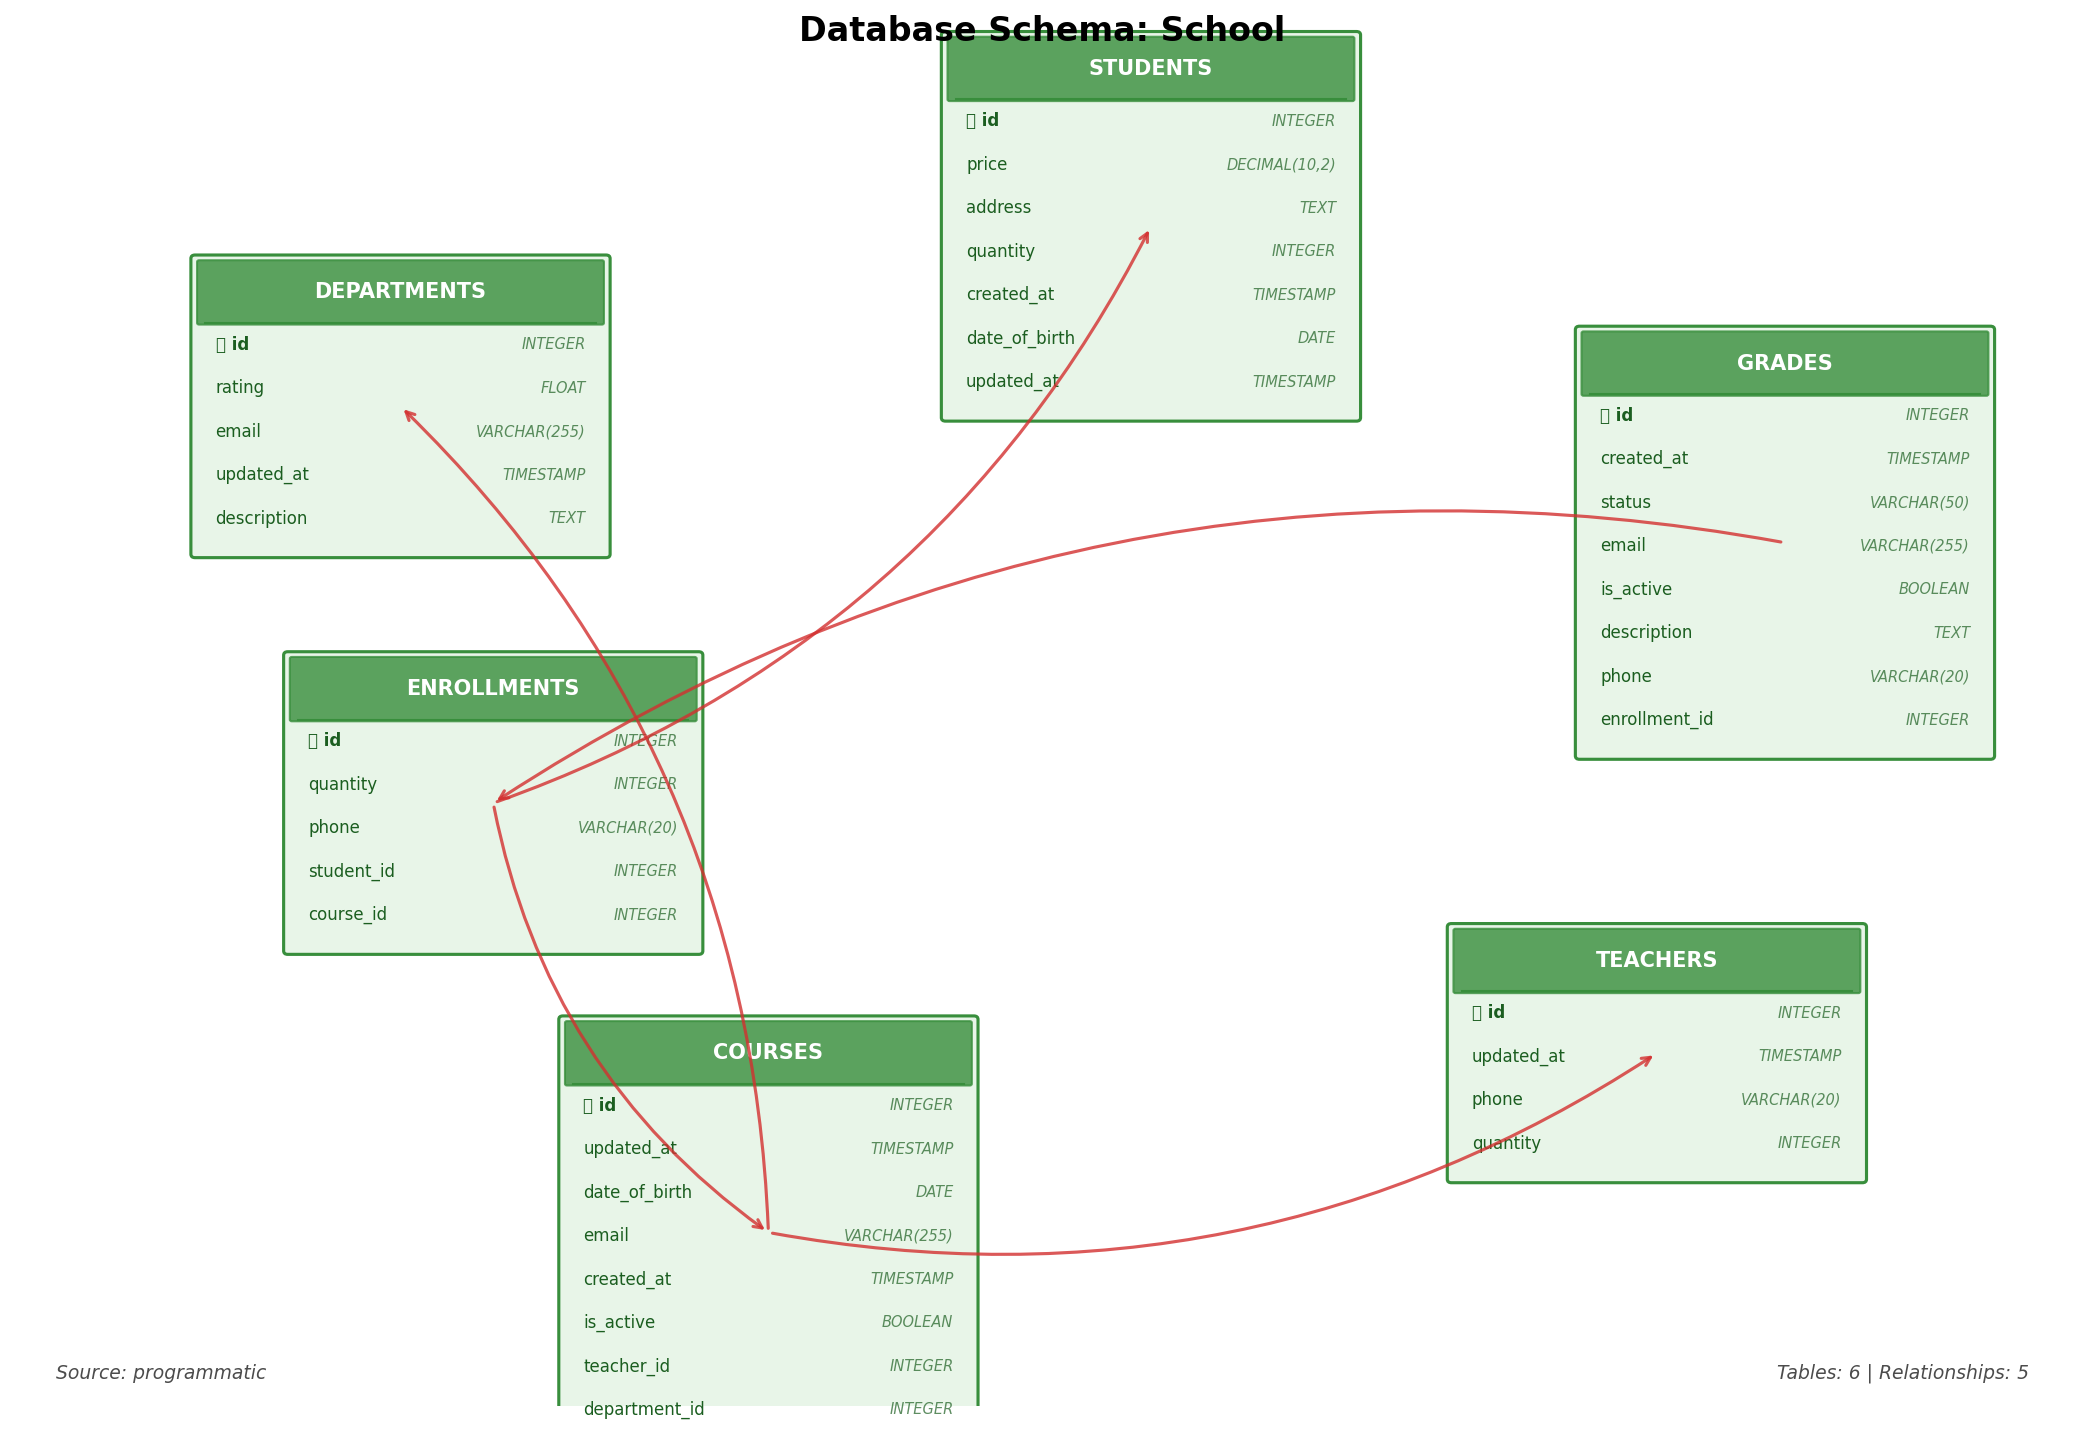 Database Schema: School
STUDENTS
id INTEGER
price DECIMAL(10,2)
address TEXT
quantity INTEGER
created_at TIMESTAMP
date_of_birth DATE
updated_at TIMESTAMP
DEPARTMENTS
id INTEGER
rating FLOAT
email VARCHAR(255)
updated_at TIMESTAMP
description TEXT
GRADES
id INTEGER
created_at TIMESTAMP
status VARCHAR(50)
email VARCHAR(255)
is_active BOOLEAN
description TEXT
phone VARCHAR(20)
enrollment_id INTEGER
ENROLLMENTS
id INTEGER
quantity INTEGER
phone VARCHAR(20)
student_id INTEGER
course_id INTEGER
TEACHERS
id INTEGER
updated_at TIMESTAMP
phone VARCHAR(20)
quantity INTEGER
COURSES
id INTEGER
updated_at TIMESTAMP
date_of_birth DATE
email VARCHAR(255)
created_at TIMESTAMP
is_active BOOLEAN
teacher_id INTEGER
department_id INTEGER
Source: programmatic
Tables: 6 | Relationships: 5